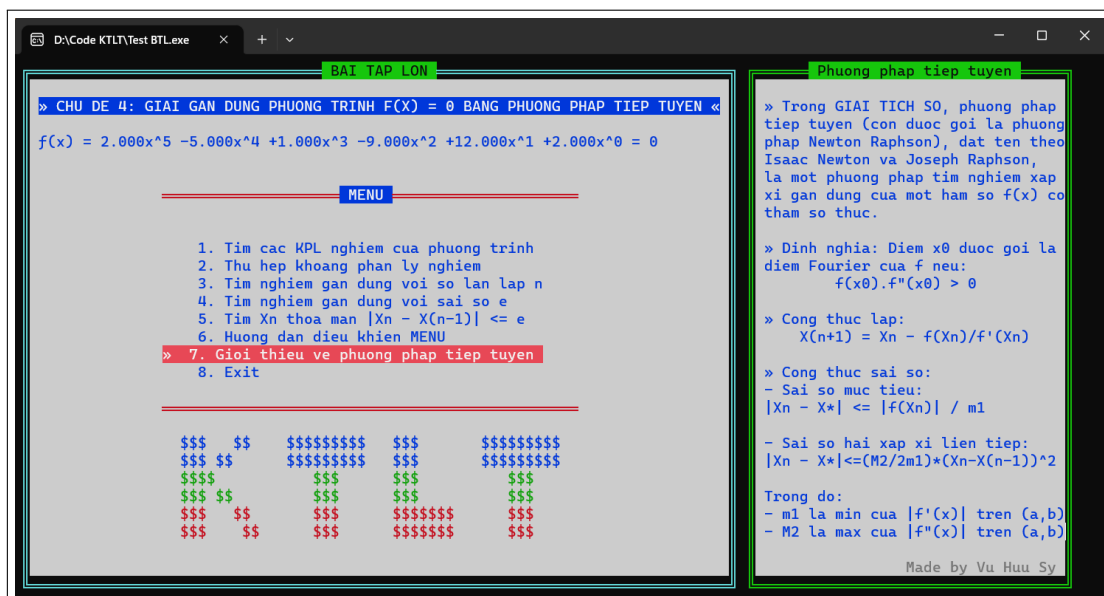 D:\Code KTLT\Test BTL.exe
BAI TAP LON
» CHU DE 4: GIAI GAN DUNG PHUONG TRINH F(X) = 0 BANG PHUONG PHAP TIEP TUYEN «
f(x) = 2.000x^5 -5.000x^4 +1.000x^3 -9.000x^2 +12.000x^1 +2.000x^0 = 0
MENU
1. Tim cac KPL nghiem cua phuong trinh
2. Thu hep khoang phan ly nghiem
3. Tim nghiem gan dung voi so lan lap n
4. Tim nghiem gan dung voi sai so e
5. Tim Xn thoa man |Xn - X(n-1)| <= e
6. Huong dan dieu khien MENU
» 7. Gioi thieu ve phuong phap tiep tuyen
8. Exit
$$$   $$    $$$$$$$$$   $$$       $$$$$$$$$
$$$ $$      $$$$$$$$$   $$$       $$$$$$$$$
$$$$           $$$      $$$          $$$
$$$ $$         $$$      $$$          $$$
$$$   $$       $$$      $$$$$$$      $$$
$$$    $$      $$$      $$$$$$$      $$$
Phuong phap tiep tuyen
» Trong GIAI TICH SO, phuong phap
tiep tuyen (con duoc goi la phuong
phap Newton Raphson), dat ten theo
Isaac Newton va Joseph Raphson,
la mot phuong phap tim nghiem xap
xi gan dung cua mot ham so f(x) co
tham so thuc.
» Dinh nghia: Diem x0 duoc goi la
diem Fourier cua f neu:
f(x0).f"(x0) > 0
» Cong thuc lap:
X(n+1) = Xn - f(Xn)/f'(Xn)
» Cong thuc sai so:
- Sai so muc tieu:
|Xn - X*| <= |f(Xn)| / m1
- Sai so hai xap xi lien tiep:
|Xn - X*|<=(M2/2m1)*(Xn-X(n-1))^2
Trong do:
- m1 la min cua |f'(x)| tren (a,b)
- M2 la max cua |f"(x)| tren (a,b)
Made by Vu Huu Sy